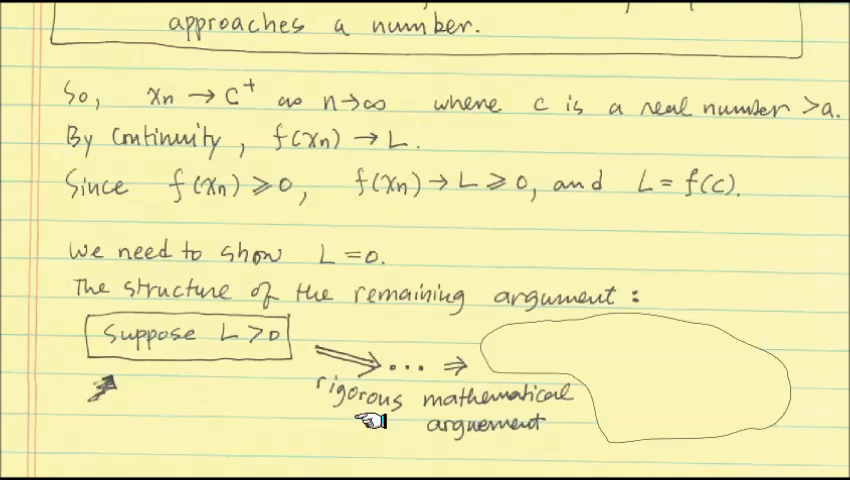 approaches a number.
So, xn → c⁺ as n→∞ where c is a real number >a.
By continuity, f(xn) → L.
Since f(xn) ⩾ 0, f(xn) → L ⩾ 0, and L = f(c).
We need to show L = 0.
The structure of the remaining argument :
Suppose L > 0 ⇒ ... ⇒
rigorous mathematical
arguement